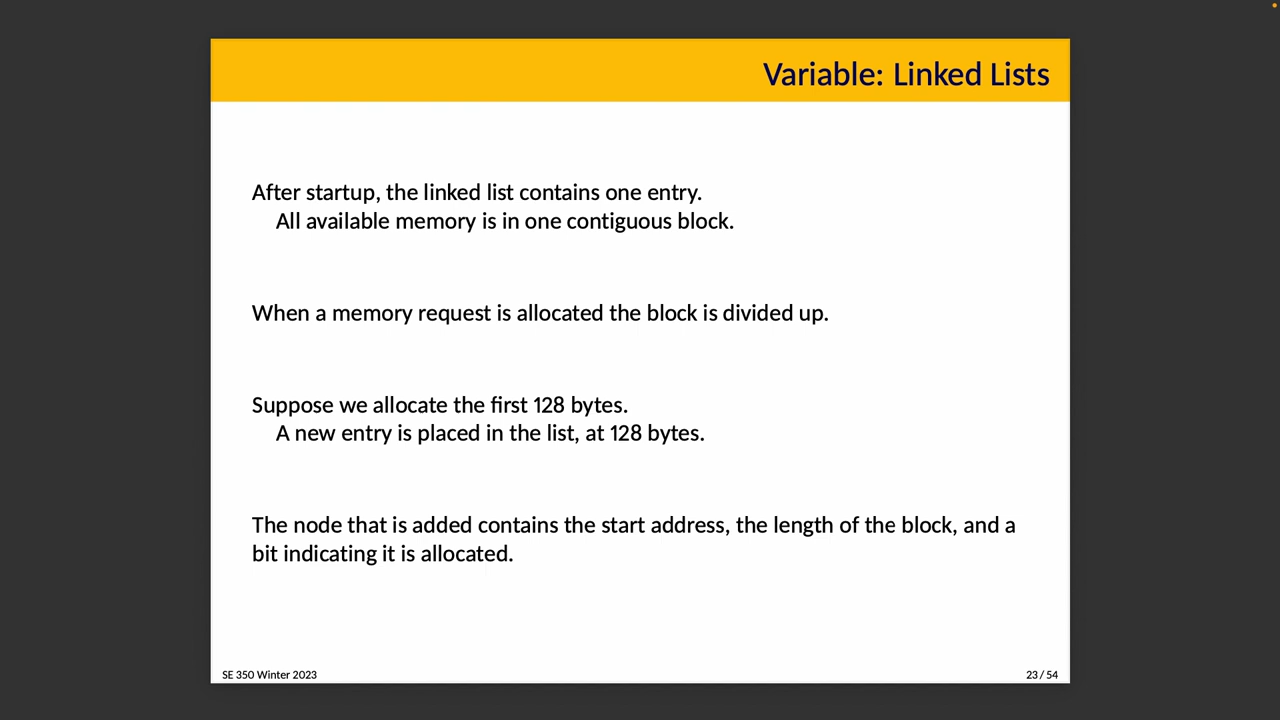 Variable: Linked Lists
After startup, the linked list contains one entry.
All available memory is in one contiguous block.
When a memory request is allocated the block is divided up.
Suppose we allocate the first 128 bytes.
A new entry is placed in the list, at 128 bytes.
The node that is added contains the start address, the length of the block, and a
bit indicating it is allocated.
SE 350 Winter 2023
23 / 54